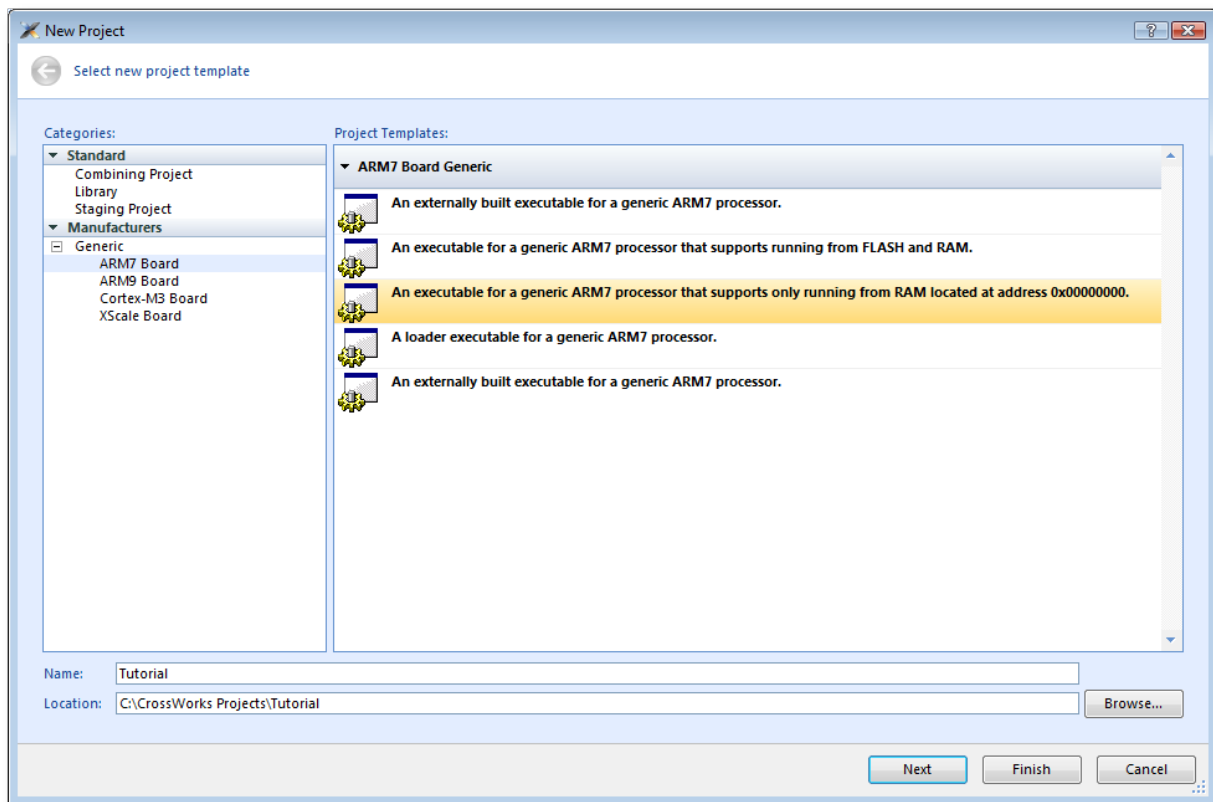 New Project
Select new project template
Categories:
Standard
Combining Project
Library
Staging Project
Manufacturers
Generic
ARM7 Board
ARM9 Board
Cortex-M3 Board
XScale Board
Project Templates:
ARM7 Board Generic
An externally built executable for a generic ARM7 processor.
An executable for a generic ARM7 processor that supports running from FLASH and RAM.
An executable for a generic ARM7 processor that supports only running from RAM located at address 0x00000000.
A loader executable for a generic ARM7 processor.
An externally built executable for a generic ARM7 processor.
Name: Tutorial
Location: C:\CrossWorks Projects\Tutorial Browse...
Next Finish Cancel